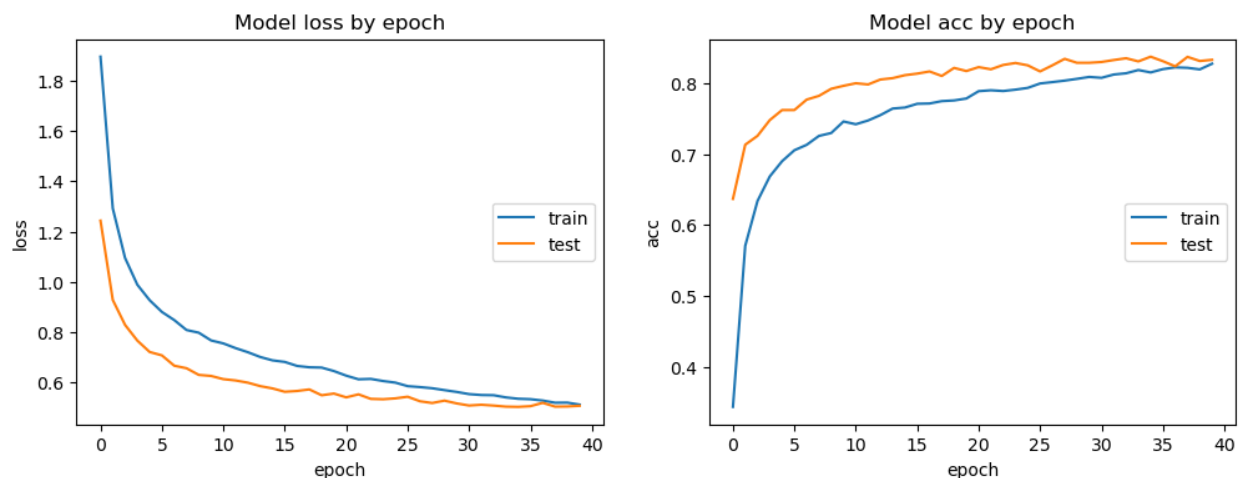 Model loss by epoch
1.8
1.6
1.4
1.2
1.0
0.8
0.6
loss
train
test
0 5 10 15 20 25 30 35 40
epoch
Model acc by epoch
0.8
0.7
0.6
0.5
0.4
acc
train
test
0 5 10 15 20 25 30 35 40
epoch